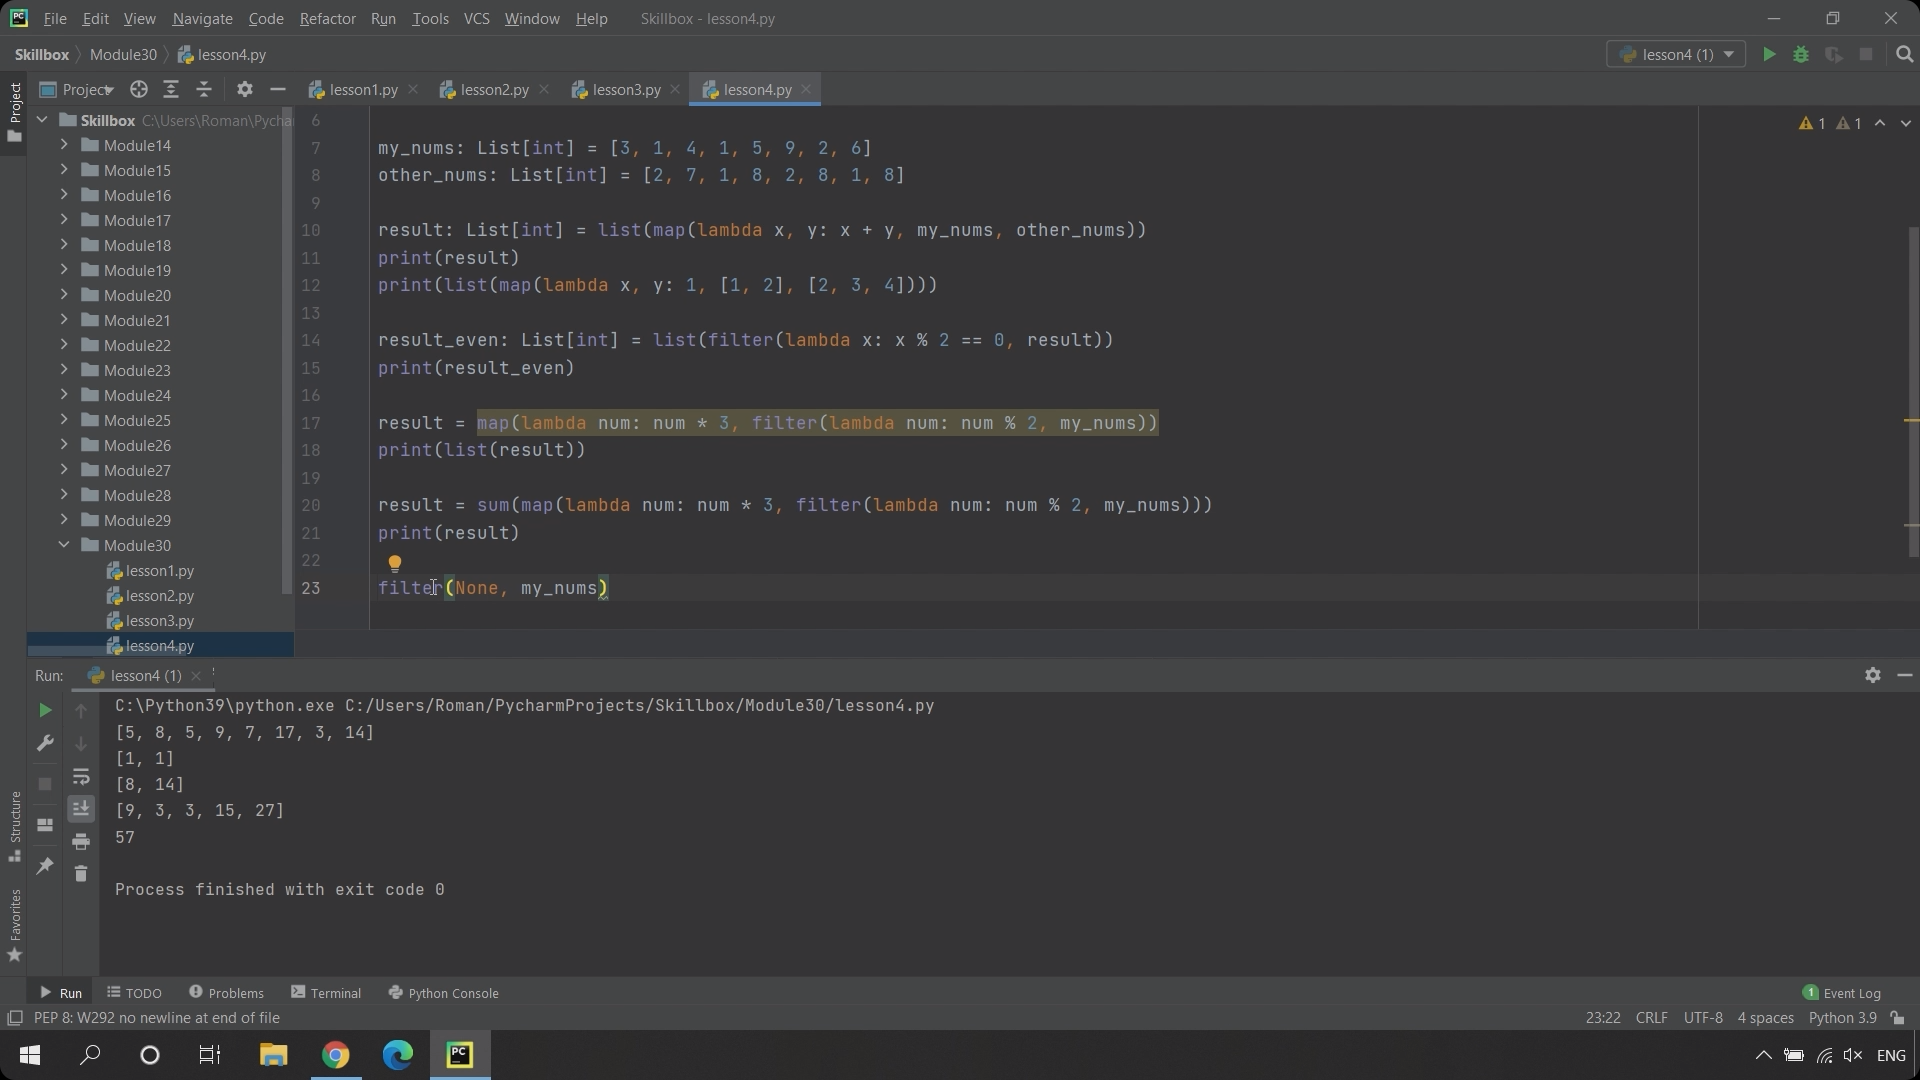 File Edit View Navigate Code Refactor Run Tools VCS Window Help Skillbox - lesson4.py
Skillbox Module30 lesson4.py lesson4 (1)
Project lesson1.py lesson2.py lesson3.py lesson4.py
Project
Skillbox C:\Users\Roman\Pycha
Module14
Module15
Module16
Module17
Module18
Module19
Module20
Module21
Module22
Module23
Module24
Module25
Module26
Module27
Module28
Module29
Module30
lesson1.py
lesson2.py
lesson3.py
lesson4.py
1 1
6
7 my_nums: List[int] = [3, 1, 4, 1, 5, 9, 2, 6]
8 other_nums: List[int] = [2, 7, 1, 8, 2, 8, 1, 8]
9
10 result: List[int] = list(map(lambda x, y: x + y, my_nums, other_nums))
11 print(result)
12 print(list(map(lambda x, y: 1, [1, 2], [2, 3, 4])))
13
14 result_even: List[int] = list(filter(lambda x: x % 2 == 0, result))
15 print(result_even)
16
17 result = map(lambda num: num * 3, filter(lambda num: num % 2, my_nums))
18 print(list(result))
19
20 result = sum(map(lambda num: num * 3, filter(lambda num: num % 2, my_nums)))
21 print(result)
22
23 filter(None, my_nums)
Run: lesson4 (1)
C:\Python39\python.exe C:/Users/Roman/PycharmProjects/Skillbox/Module30/lesson4.py
[5, 8, 5, 9, 7, 17, 3, 14]
[1, 1]
[8, 14]
[9, 3, 3, 15, 27]
57
Process finished with exit code 0
Structure
Favorites
Run TODO Problems Terminal Python Console 1 Event Log
PEP 8: W292 no newline at end of file 23:22 CRLF UTF-8 4 spaces Python 3.9
PC ENG